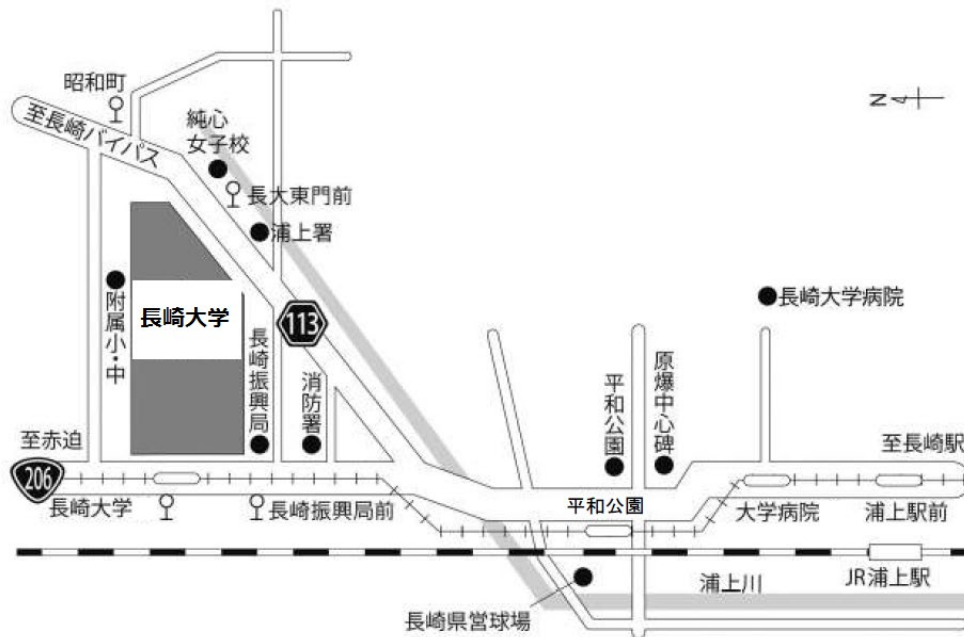 昭和町
至長崎バイパス
純心
女子校
長大東門前
浦上署
N
長崎大学病院
長崎大学
附属小・中
113
長崎振興局
消防署
平和公園
原爆中心碑
至赤迫
至長崎駅
206
長崎大学
長崎振興局前
平和公園
大学病院
浦上駅前
浦上川
JR浦上駅
長崎県営球場